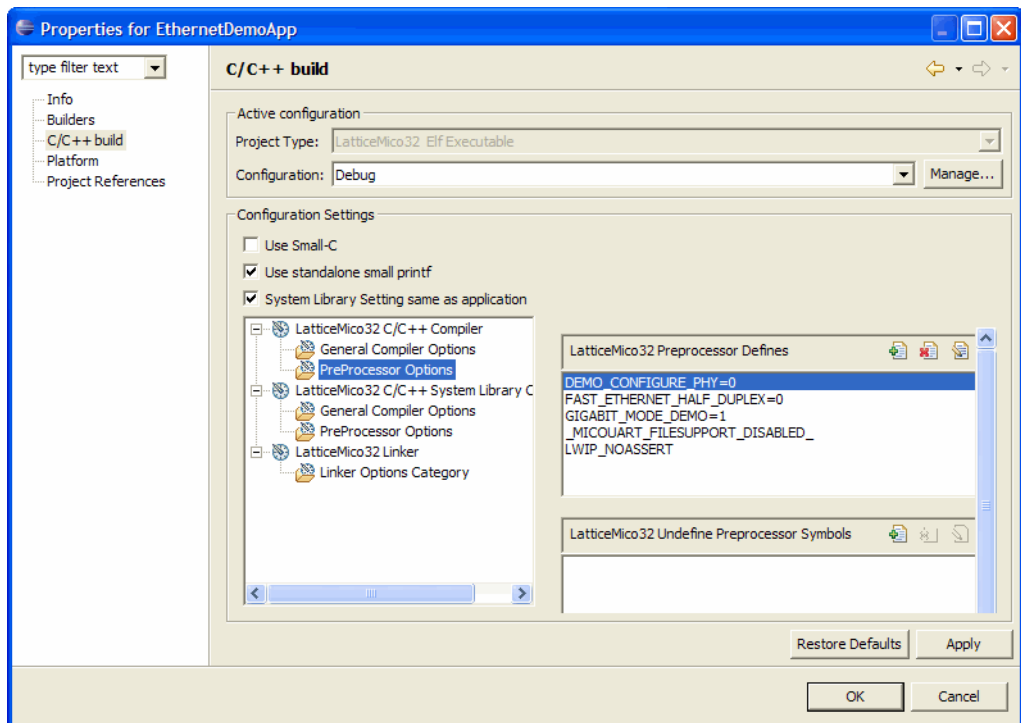 Properties for EthernetDemoApp
type filter text
Info
Builders
C/C++ build
Platform
Project References
C/C++ build
Active configuration
Project Type: LatticeMico32 Elf Executable
Configuration: Debug Manage...
Configuration Settings
Use Small-C
Use standalone small printf
System Library Setting same as application
LatticeMico32 C/C++ Compiler
General Compiler Options
PreProcessor Options
LatticeMico32 C/C++ System Library C
General Compiler Options
PreProcessor Options
LatticeMico32 Linker
Linker Options Category
LatticeMico32 Preprocessor Defines
DEMO_CONFIGURE_PHY=0
FAST_ETHERNET_HALF_DUPLEX=0
GIGABIT_MODE_DEMO=1
_MICOUART_FILESUPPORT_DISABLED_
LWIP_NOASSERT
LatticeMico32 Undefine Preprocessor Symbols
Restore Defaults Apply
OK Cancel